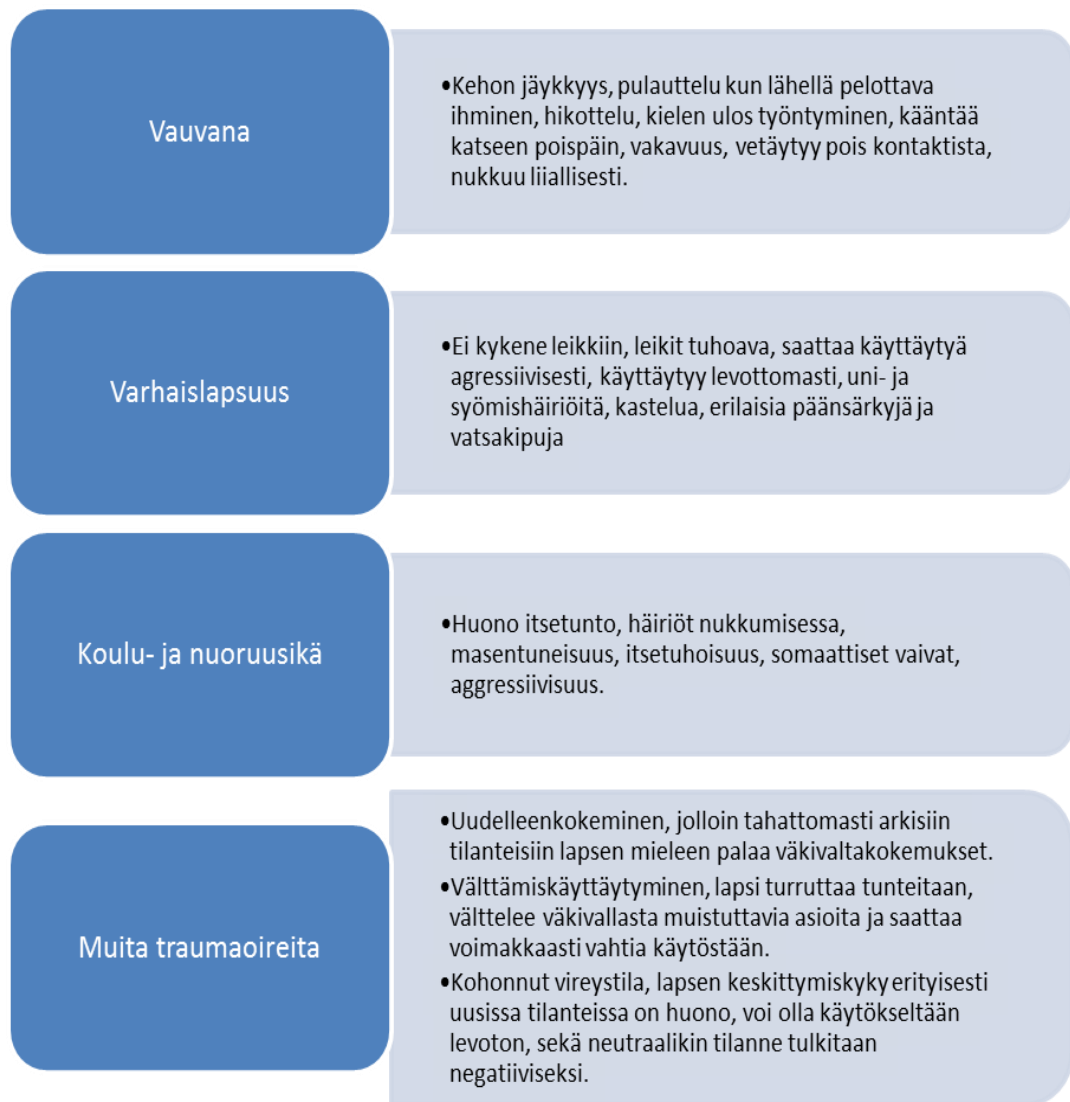 Vauvana
•Kehon jäykkyys, pulauttelu kun lähellä pelottava
ihminen, hikottelu, kielen ulos työntyminen, kääntää
katseen poispäin, vakavuus, vetäytyy pois kontaktista,
nukkuu liiallisesti.
Varhaislapsuus
•Ei kykene leikkiin, leikit tuhoava, saattaa käyttäytyä
agressiivisesti, käyttäytyy levottomasti, uni- ja
syömishäiriöitä, kastelua, erilaisia päänsärkyjä ja
vatsakipuja
Koulu- ja nuoruusikä
•Huono itsetunto, häiriöt nukkumisessa,
masentuneisuus, itsetuhoisuus, somaattiset vaivat,
aggressiivisuus.
Muita traumaoireita
•Uudelleenkokeminen, jolloin tahattomasti arkisiin
tilanteisiin lapsen mieleen palaa väkivaltakokemukset.
•Välttämiskäyttäytyminen, lapsi turruttaa tunteitaan,
välttelee väkivallasta muistuttavia asioita ja saattaa
voimakkaasti vahtia käytöstään.
•Kohonnut vireystila, lapsen keskittymiskyky erityisesti
uusissa tilanteissa on huono, voi olla käytökseltään
levoton, sekä neutraalikin tilanne tulkitaan
negatiiviseksi.